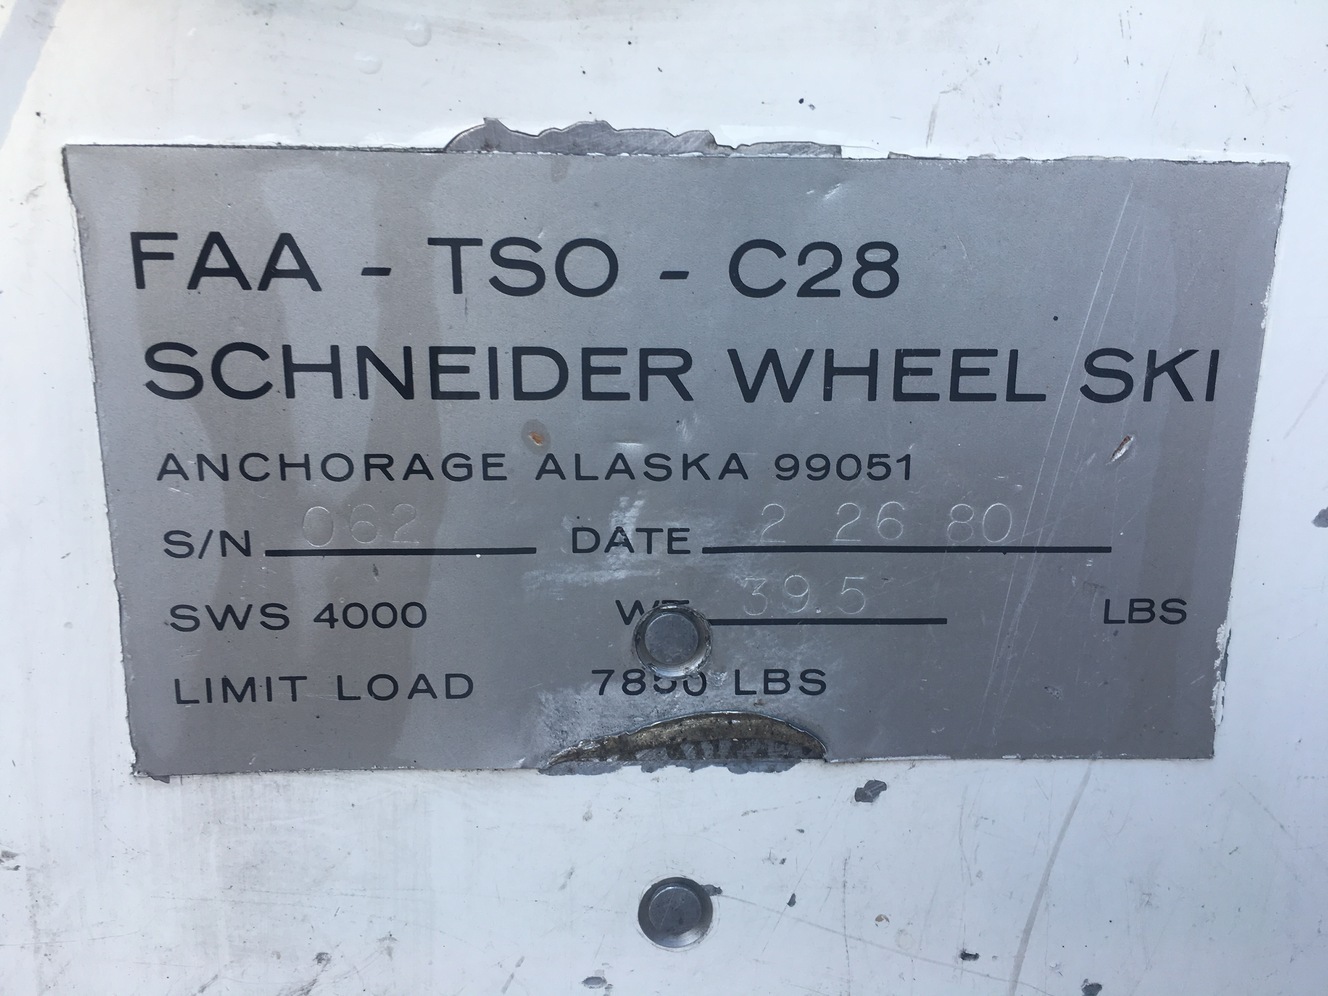 FAA - TSO - C28
SCHNEIDER WHEEL SKI
ANCHORAGE ALASKA 99051
S/N 062 DATE 2 26 80
SWS 4000 WT 39.5 LBS
LIMIT LOAD 7850 LBS